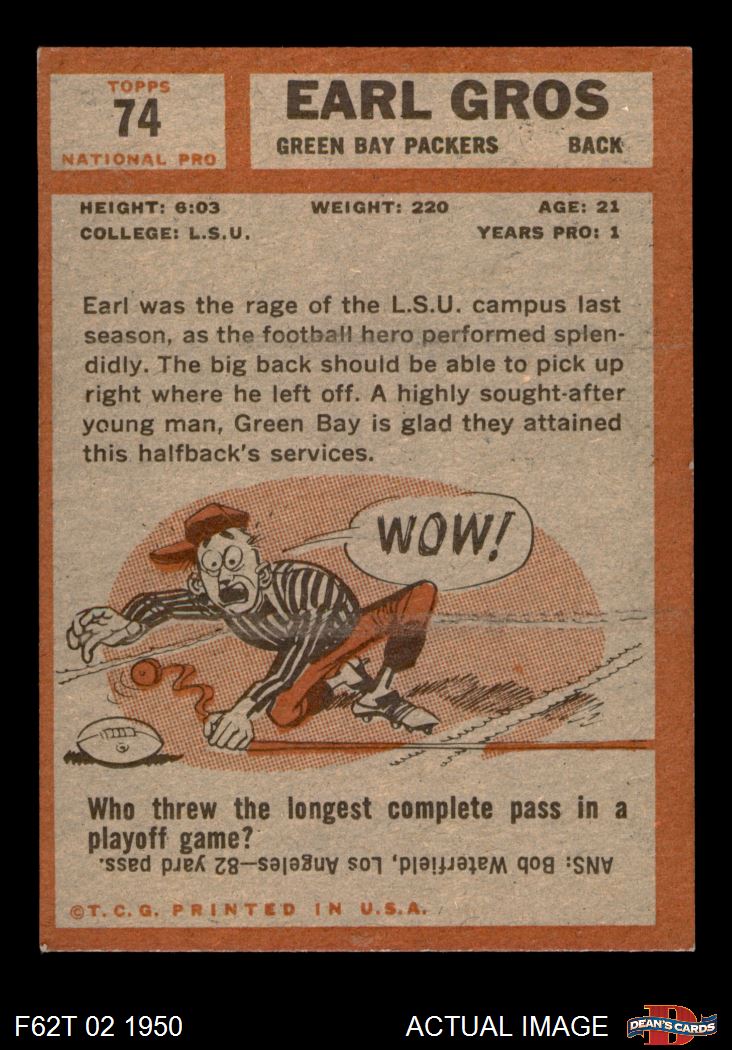 TOPPS
74
NATIONAL PRO
EARL GROS
GREEN BAY PACKERS BACK
HEIGHT: 6:03 WEIGHT: 220 AGE: 21
COLLEGE: L.S.U. YEARS PRO: 1
Earl was the rage of the L.S.U. campus last
season, as the football hero performed splen-
didly. The big back should be able to pick up
right where he left off. A highly sought-after
young man, Green Bay is glad they attained
this halfback's services.
WOW!
Who threw the longest complete pass in a
playoff game?
ANS: Bob Waterfield, Los Angeles—82 yard pass.
©T.C.G. PRINTED IN U.S.A.
F62T 02 1950 ACTUAL IMAGE
D
DEAN'S CARDS